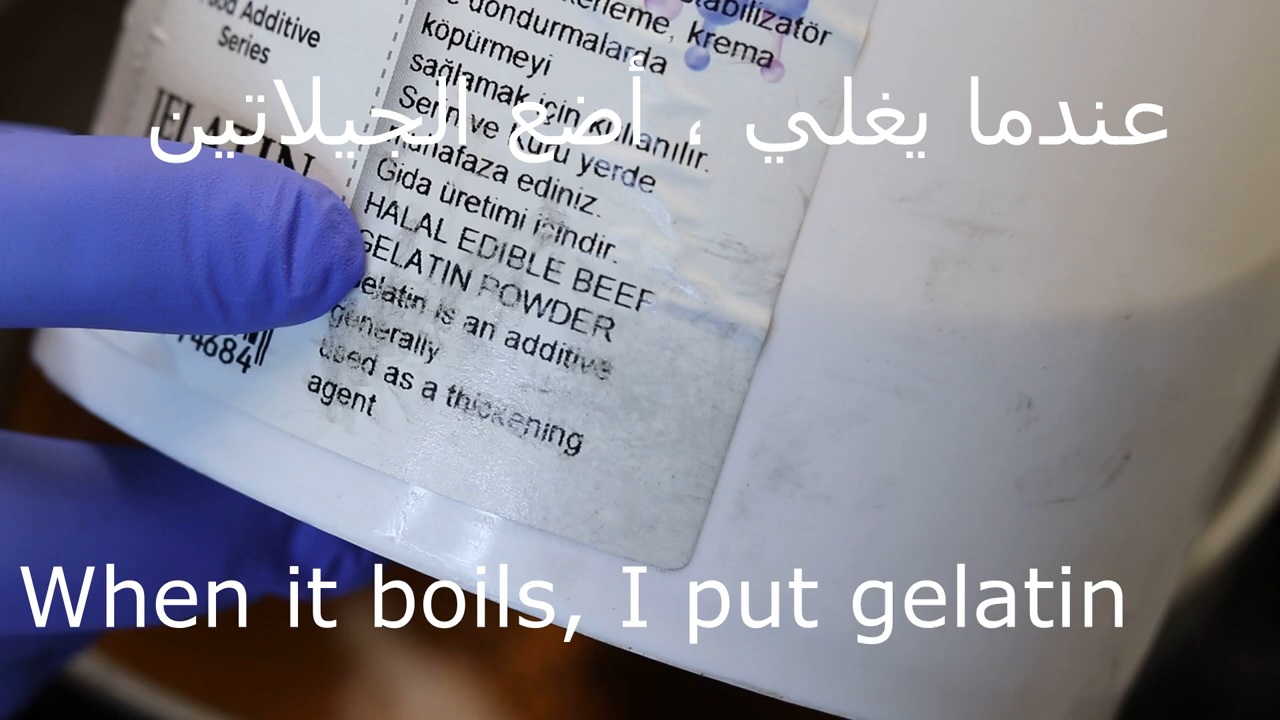 Additive
Series
stabilizatör
dondurmalarda
krema
köpürmeyi
sağlamak için kullanılır.
Serin ve Kuru yerde
muhafaza ediniz.
Gıda üretimi içindir.
HALAL EDIBLE BEEF
GELATIN POWDER
gelatin is an additive
generally
used as a thickening
agent
عندما يغلي ، أضع الجيلاتين
When it boils, I put gelatin